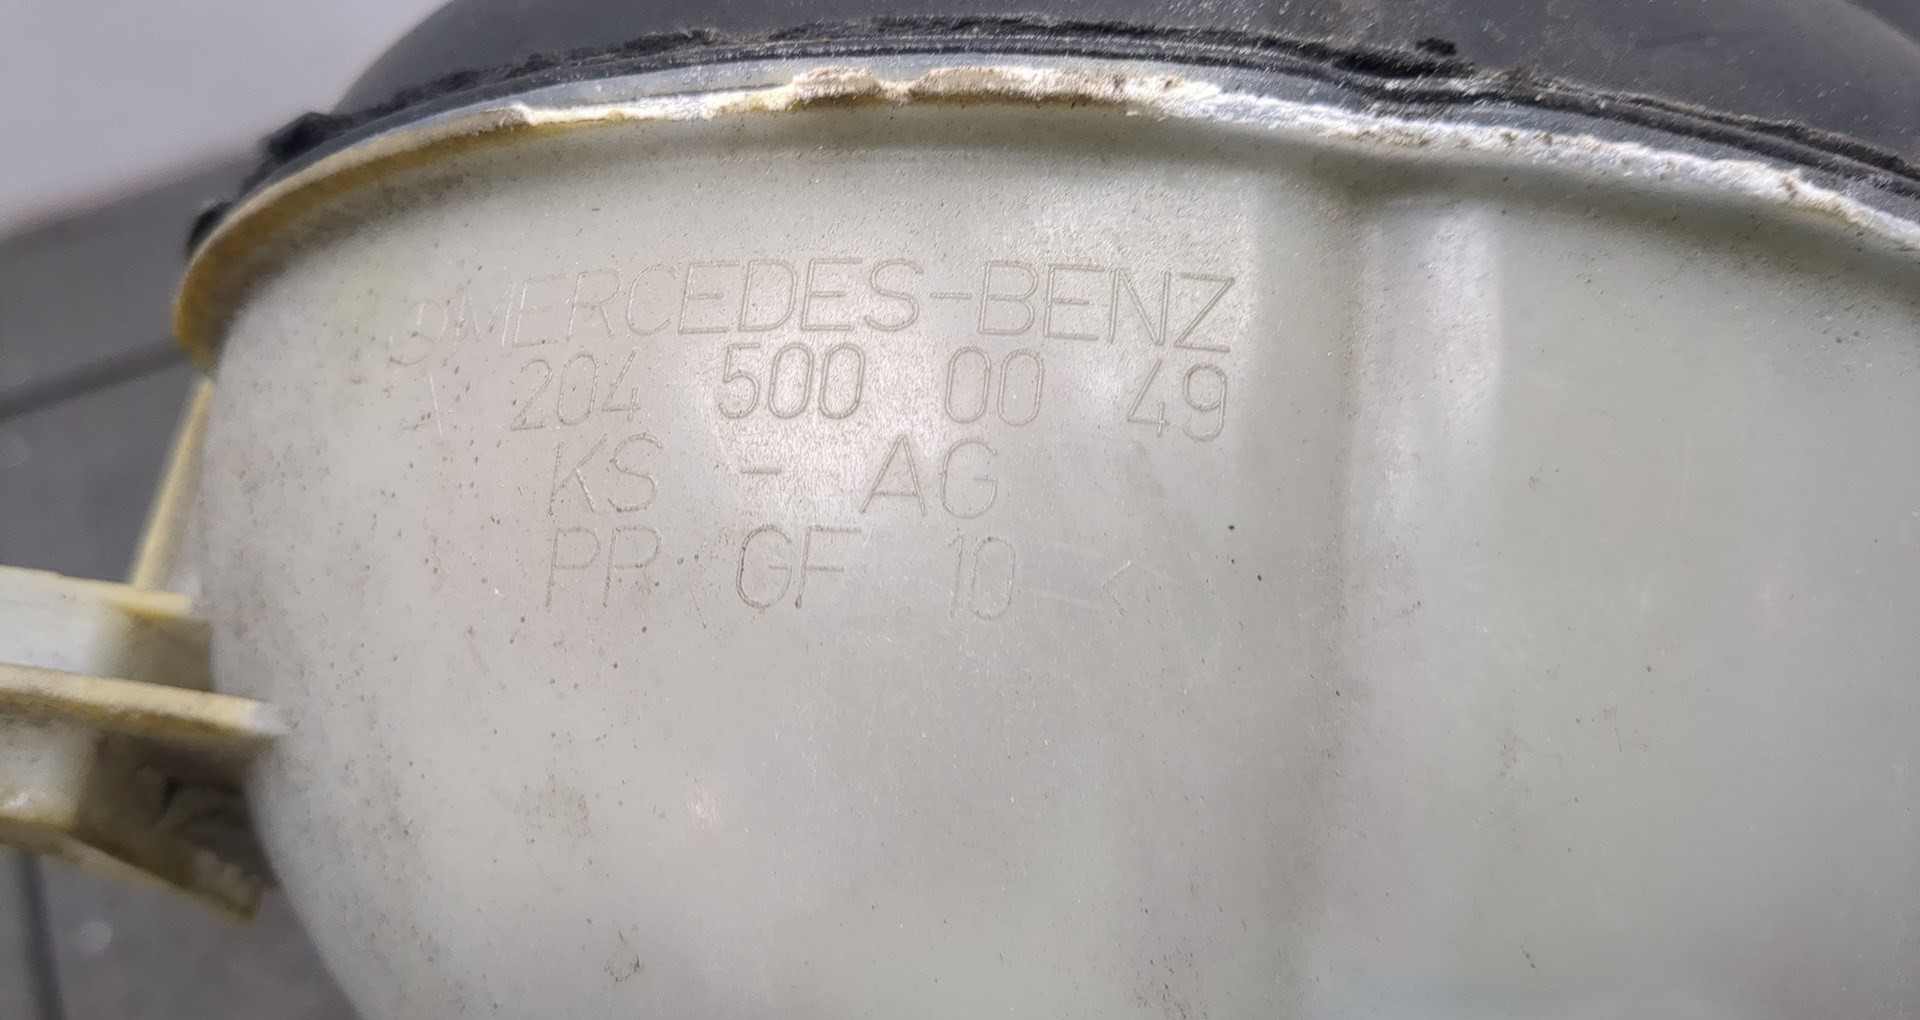 MERCEDES-BENZ
A 204 500 00 49
KS - AG
PP GF 10 <